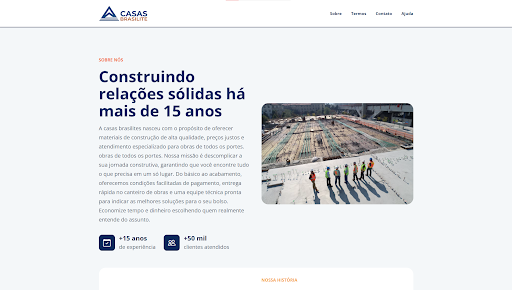 CASAS
BRASILITE
Sobre
Termos
Contato
Ajuda
SOBRE NÓS
Construindo
relações sólidas há
mais de 15 anos
A casas brasilites nasceu com o propósito de oferecer
materiais de construção de alta qualidade, preços justos e
atendimento especializado para obras de todos os portes.
obras de todos os portes. Nossa missão é descomplicar a
sua jornada construtiva, garantindo que você encontre tudo
o que precisa em um só lugar. Do básico ao acabamento,
oferecemos condições facilitadas de pagamento, entrega
rápida no canteiro de obras e uma equipe técnica pronta
para indicar as melhores soluções para o seu bolso.
Economize tempo e dinheiro escolhendo quem realmente
entende do assunto.
+15 anos
de experiência
+50 mil
clientes atendidos
NOSSA HISTÓRIA